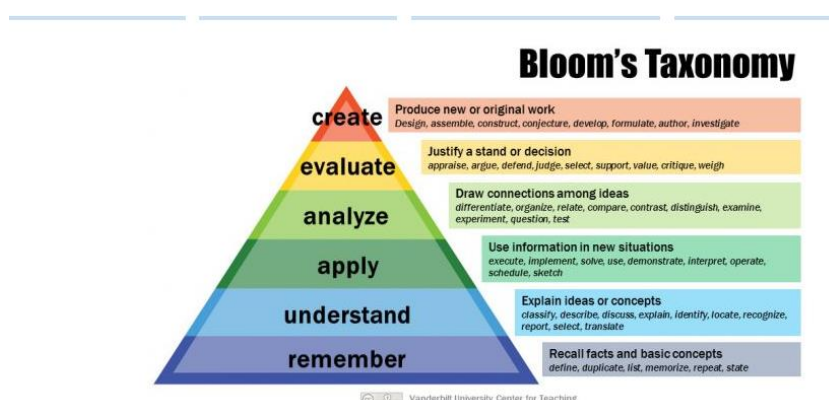 Bloom's Taxonomy
create
Produce new or original work
Design, assemble, construct, conjecture, develop, formulate, author, investigate
evaluate
Justify a stand or decision
appraise, argue, defend, judge, select, support, value, critique, weigh
analyze
Draw connections among ideas
differentiate, organize, relate, compare, contrast, distinguish, examine,
experiment, question, test
apply
Use information in new situations
execute, implement, solve, use, demonstrate, interpret, operate,
schedule, sketch
understand
Explain ideas or concepts
classify, describe, discuss, explain, identify, locate, recognize,
report, select, translate
remember
Recall facts and basic concepts
define, duplicate, list, memorize, repeat, state
Vanderbilt University Center for Teaching